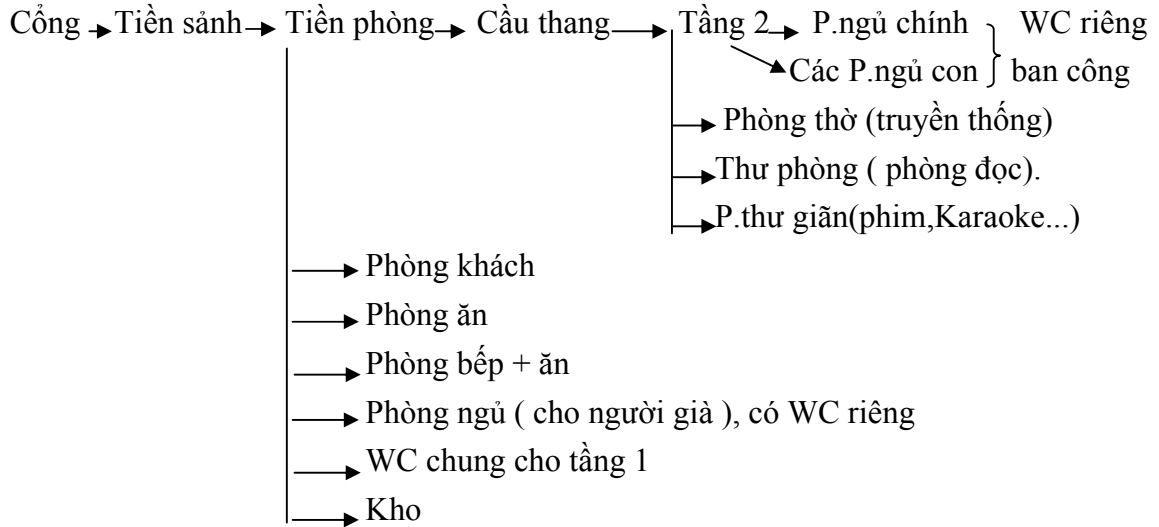 Cổng → Tiền sảnh → Tiền phòng → Cầu thang → Tầng 2 → P.ngủ chính } WC riêng
Các P.ngủ con } ban công
Phòng thờ (truyền thống)
Thư phòng ( phòng đọc).
P.thư giãn(phim,Karaoke...)
Phòng khách
Phòng ăn
Phòng bếp + ăn
Phòng ngủ ( cho người già ), có WC riêng
WC chung cho tầng 1
Kho